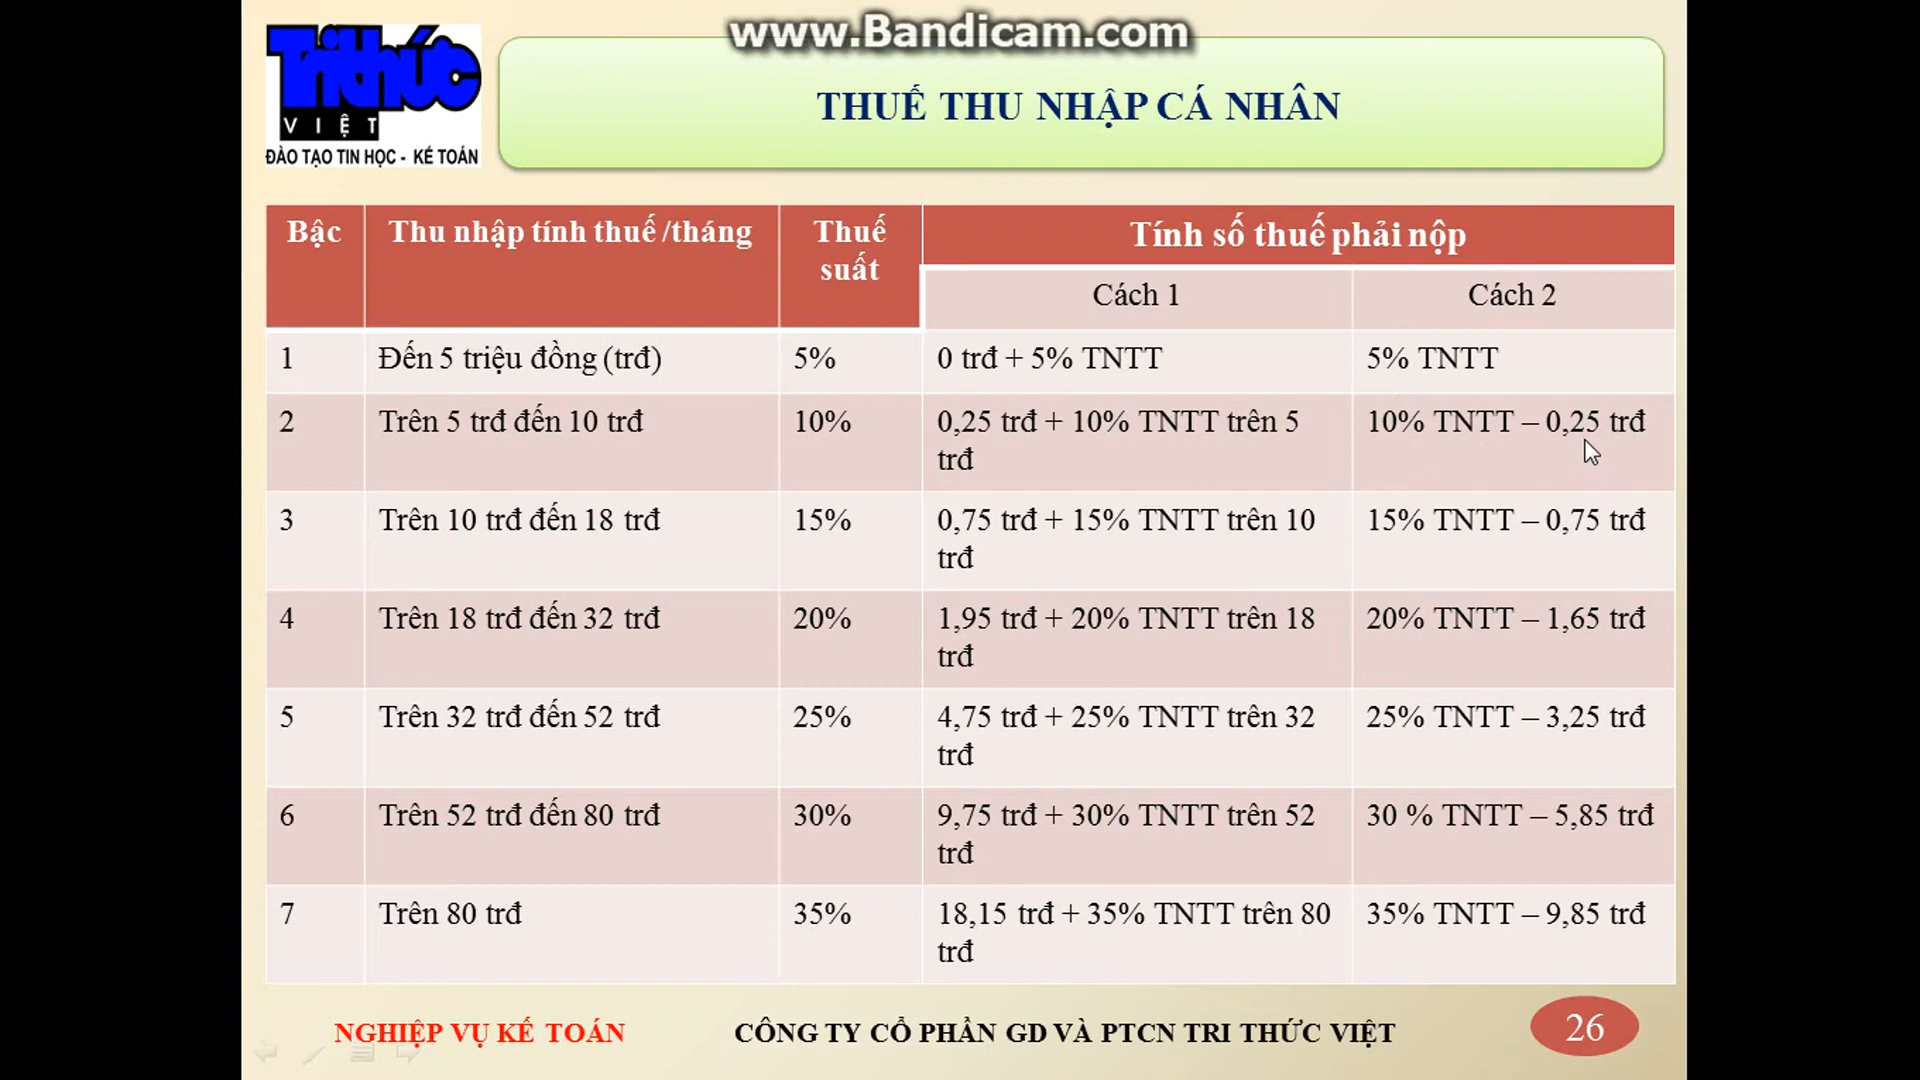 www.Bandicam.com
Trithức
VIỆT
ĐÀO TẠO TIN HỌC - KẾ TOÁN
THUẾ THU NHẬP CÁ NHÂN
Bậc
Thu nhập tính thuế /tháng
Thuế
suất
Tính số thuế phải nộp
Cách 1
Cách 2
1
Đến 5 triệu đồng (trđ)
5%
0 trđ + 5% TNTT
5% TNTT
2
Trên 5 trđ đến 10 trđ
10%
0,25 trđ + 10% TNTT trên 5
trđ
10% TNTT – 0,25 trđ
3
Trên 10 trđ đến 18 trđ
15%
0,75 trđ + 15% TNTT trên 10
trđ
15% TNTT – 0,75 trđ
4
Trên 18 trđ đến 32 trđ
20%
1,95 trđ + 20% TNTT trên 18
trđ
20% TNTT – 1,65 trđ
5
Trên 32 trđ đến 52 trđ
25%
4,75 trđ + 25% TNTT trên 32
trđ
25% TNTT – 3,25 trđ
6
Trên 52 trđ đến 80 trđ
30%
9,75 trđ + 30% TNTT trên 52
trđ
30 % TNTT – 5,85 trđ
7
Trên 80 trđ
35%
18,15 trđ + 35% TNTT trên 80
trđ
35% TNTT – 9,85 trđ
NGHIỆP VỤ KẾ TOÁN
CÔNG TY CỔ PHẦN GD VÀ PTCN TRI THỨC VIỆT
26